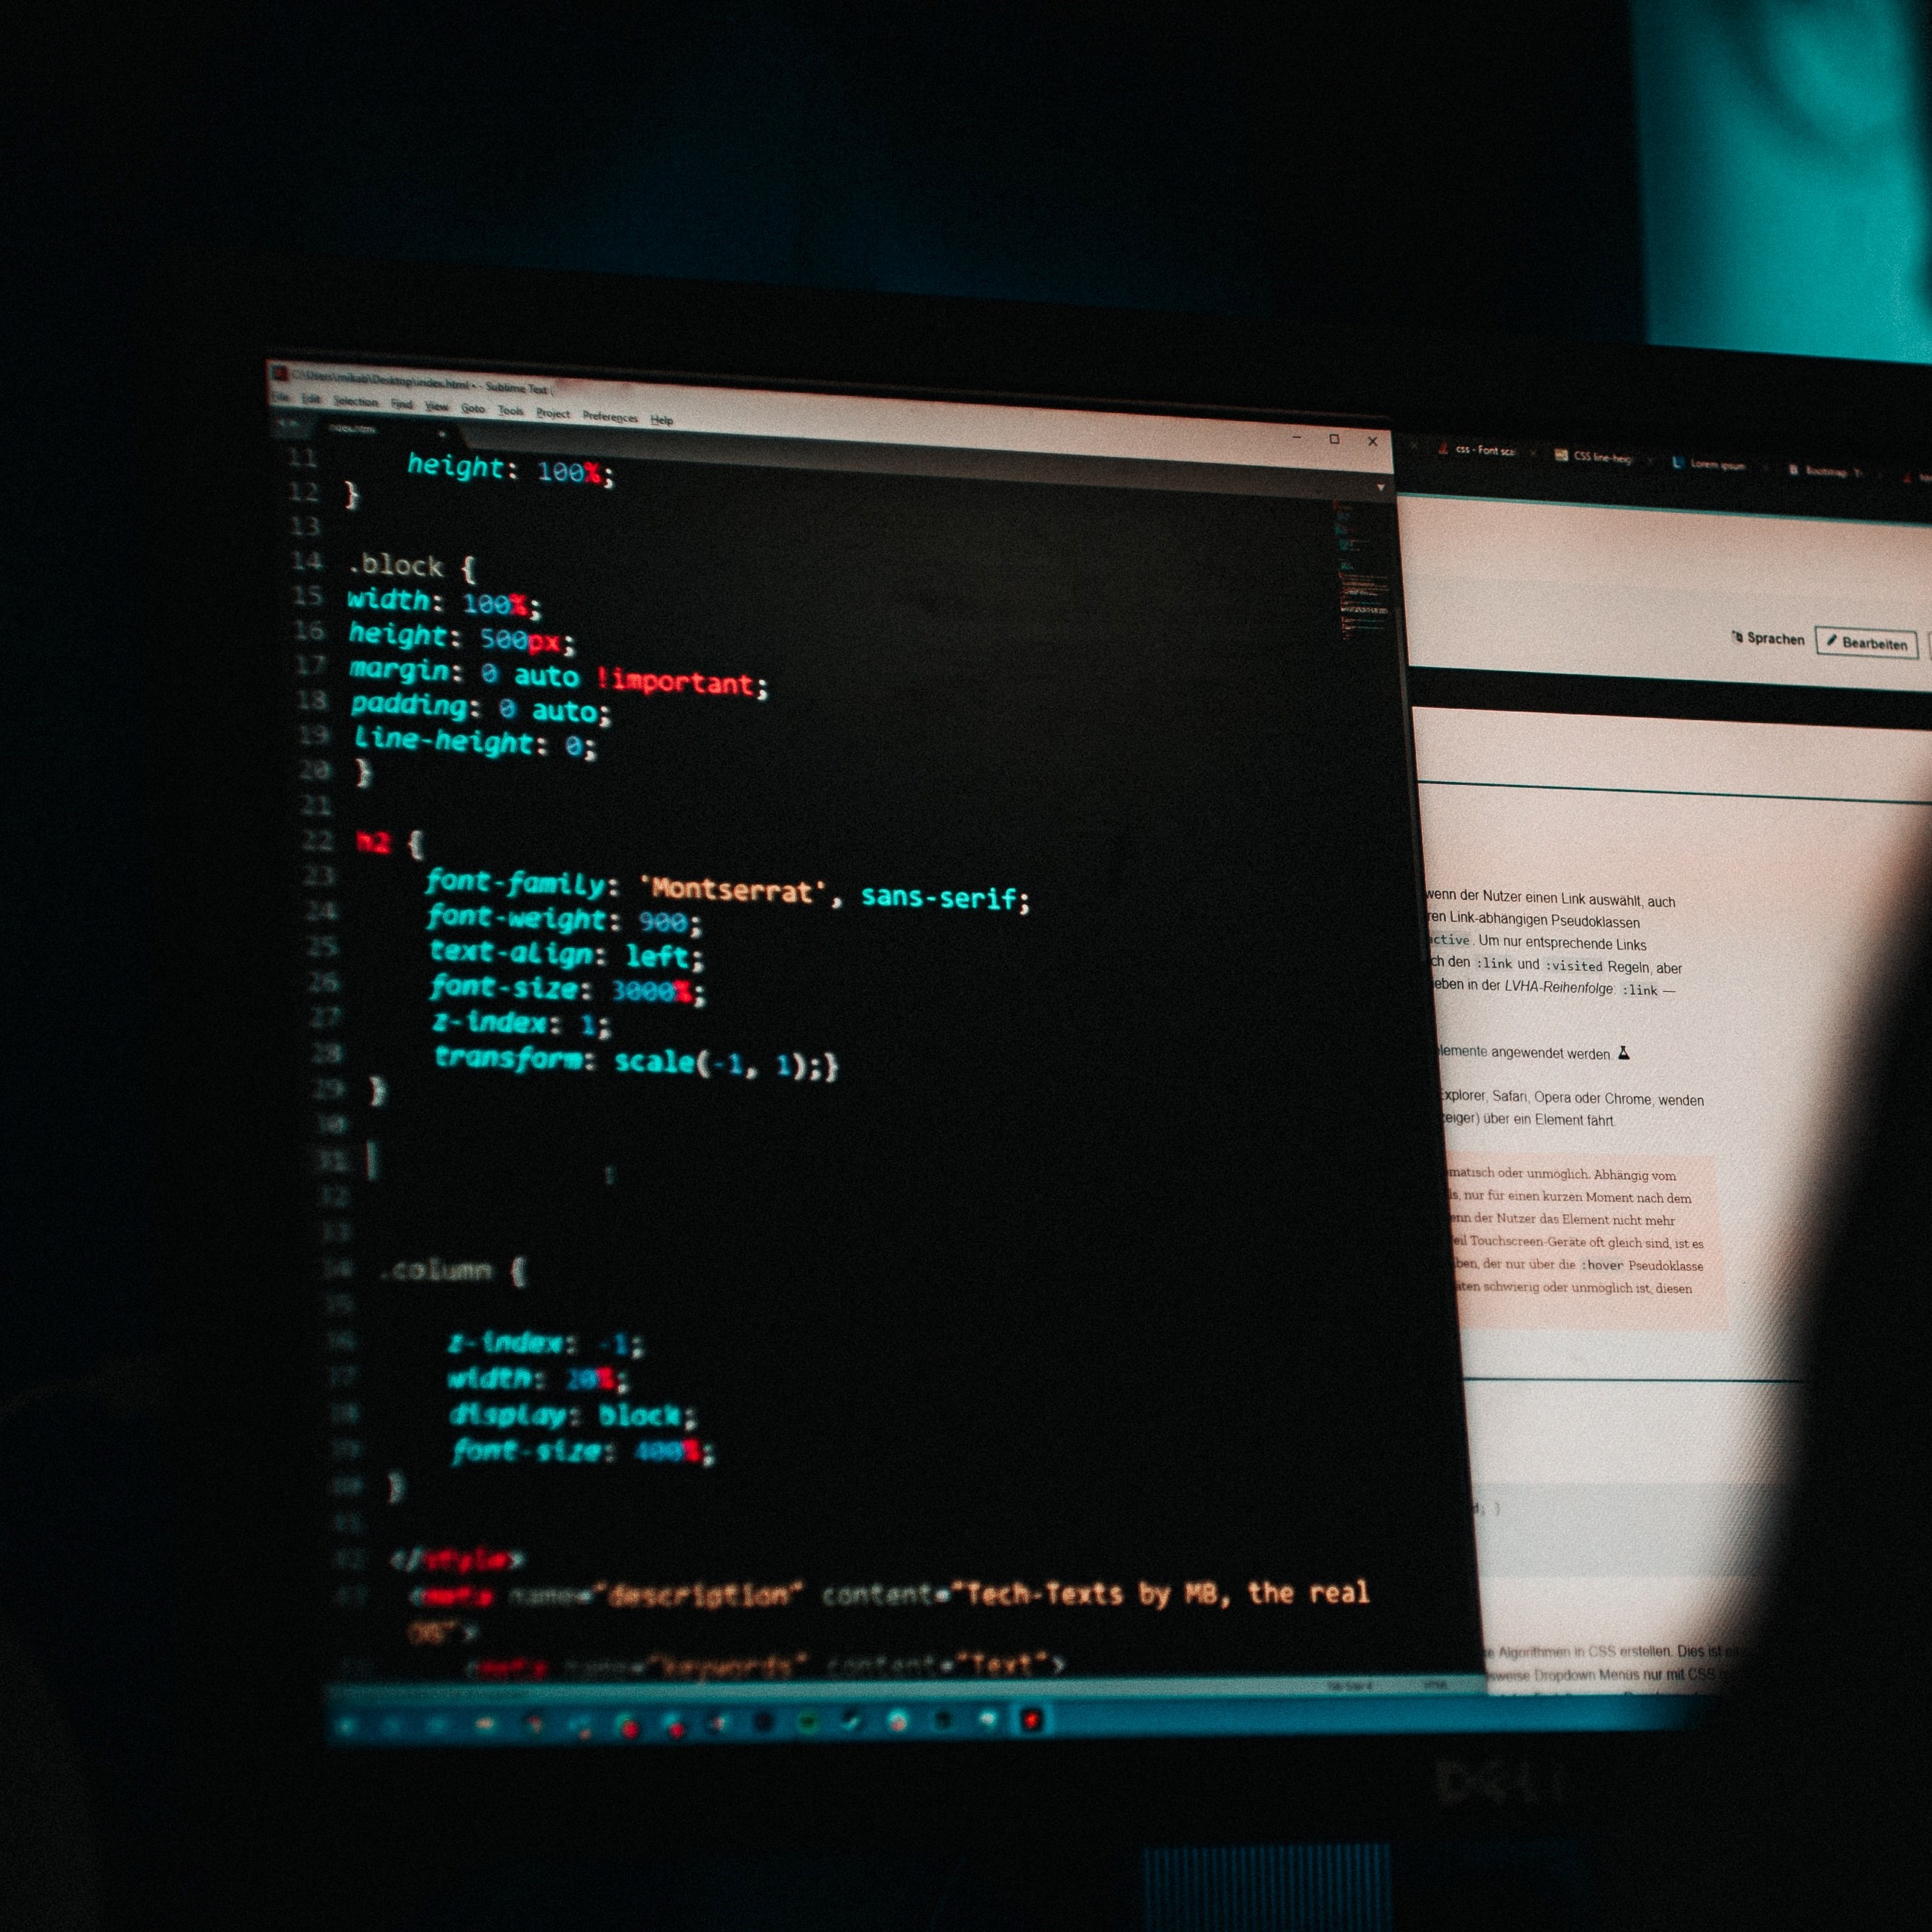 C:\Users\mikab\Desktop\index.html • - Sublime Text (
File Edit Selection Find View Goto Tools Project Preferences Help
index.html
11 height: 100%;
12 }
13
14 .block {
15 width: 100%;
16 height: 500px;
17 margin: 0 auto !important;
18 padding: 0 auto;
19 line-height: 0;
20 }
21
22 h2 {
23 font-family: 'Montserrat', sans-serif;
24 font-weight: 900;
25 text-align: left;
26 font-size: 3000%;
27 z-index: 1;
28 transform: scale(-1, 1);}
29 }
30
31
32
33
34 .column {
35
36 z-index: -1;
37 width: 20%;
38 display: block;
39 font-size: 400%;
40 }
41
42 </style>
43 <meta name="description" content="Tech-Texts by MB, the real
OG">
<meta name="keywords" content="Text">
css - Font sca
CSS line-heig
Lorem ipsum
Bootstrap · T
Sprachen
Bearbeiten
wenn der Nutzer einen Link auswählt, auch
ren Link-abhängigen Pseudoklassen
active. Um nur entsprechende Links
ch den :link und :visited Regeln, aber
eben in der LVHA-Reihenfolge: :link —
lemente angewendet werden.
Explorer, Safari, Opera oder Chrome, wenden
zeiger) über ein Element fährt.
matisch oder unmöglich. Abhängig vom
ls, nur für einen kurzen Moment nach dem
enn der Nutzer das Element nicht mehr
eil Touchscreen-Geräte oft gleich sind, ist es
ben, der nur über die :hover Pseudoklasse
äten schwierig oder unmöglich ist, diesen
d; }
e Algorithmen in CSS erstellen. Dies ist
sweise Dropdown Menüs nur mit CSS
DELL